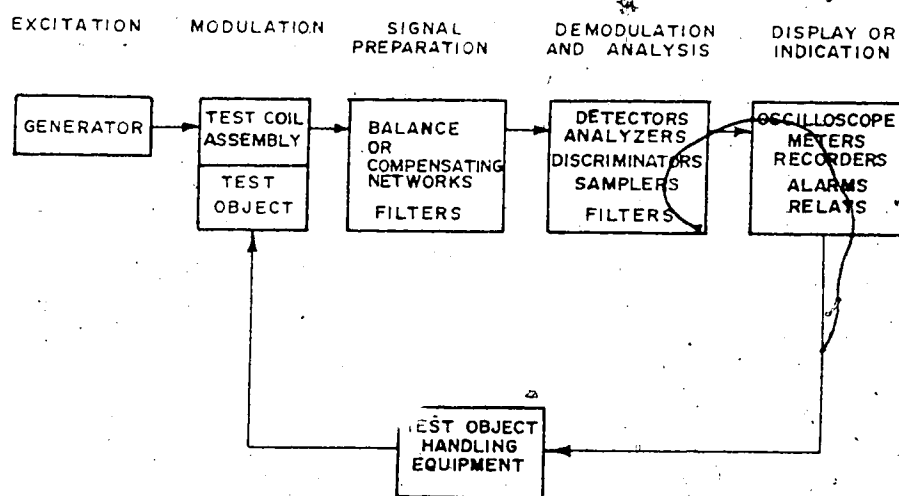 EXCITATION
MODULATION
SIGNAL
PREPARATION
DEMODULATION
AND ANALYSIS
DISPLAY OR
INDICATION
GENERATOR
TEST COIL
ASSEMBLY
TEST
OBJECT
BALANCE
OR
COMPENSATING
NETWORKS
FILTERS
DETECTORS
ANALYZERS
DISCRIMINATORS
SAMPLERS
FILTERS
OSCILLOSCOPE
METERS
RECORDERS
ALARMS
RELAYS
TEST OBJECT
HANDLING
EQUIPMENT